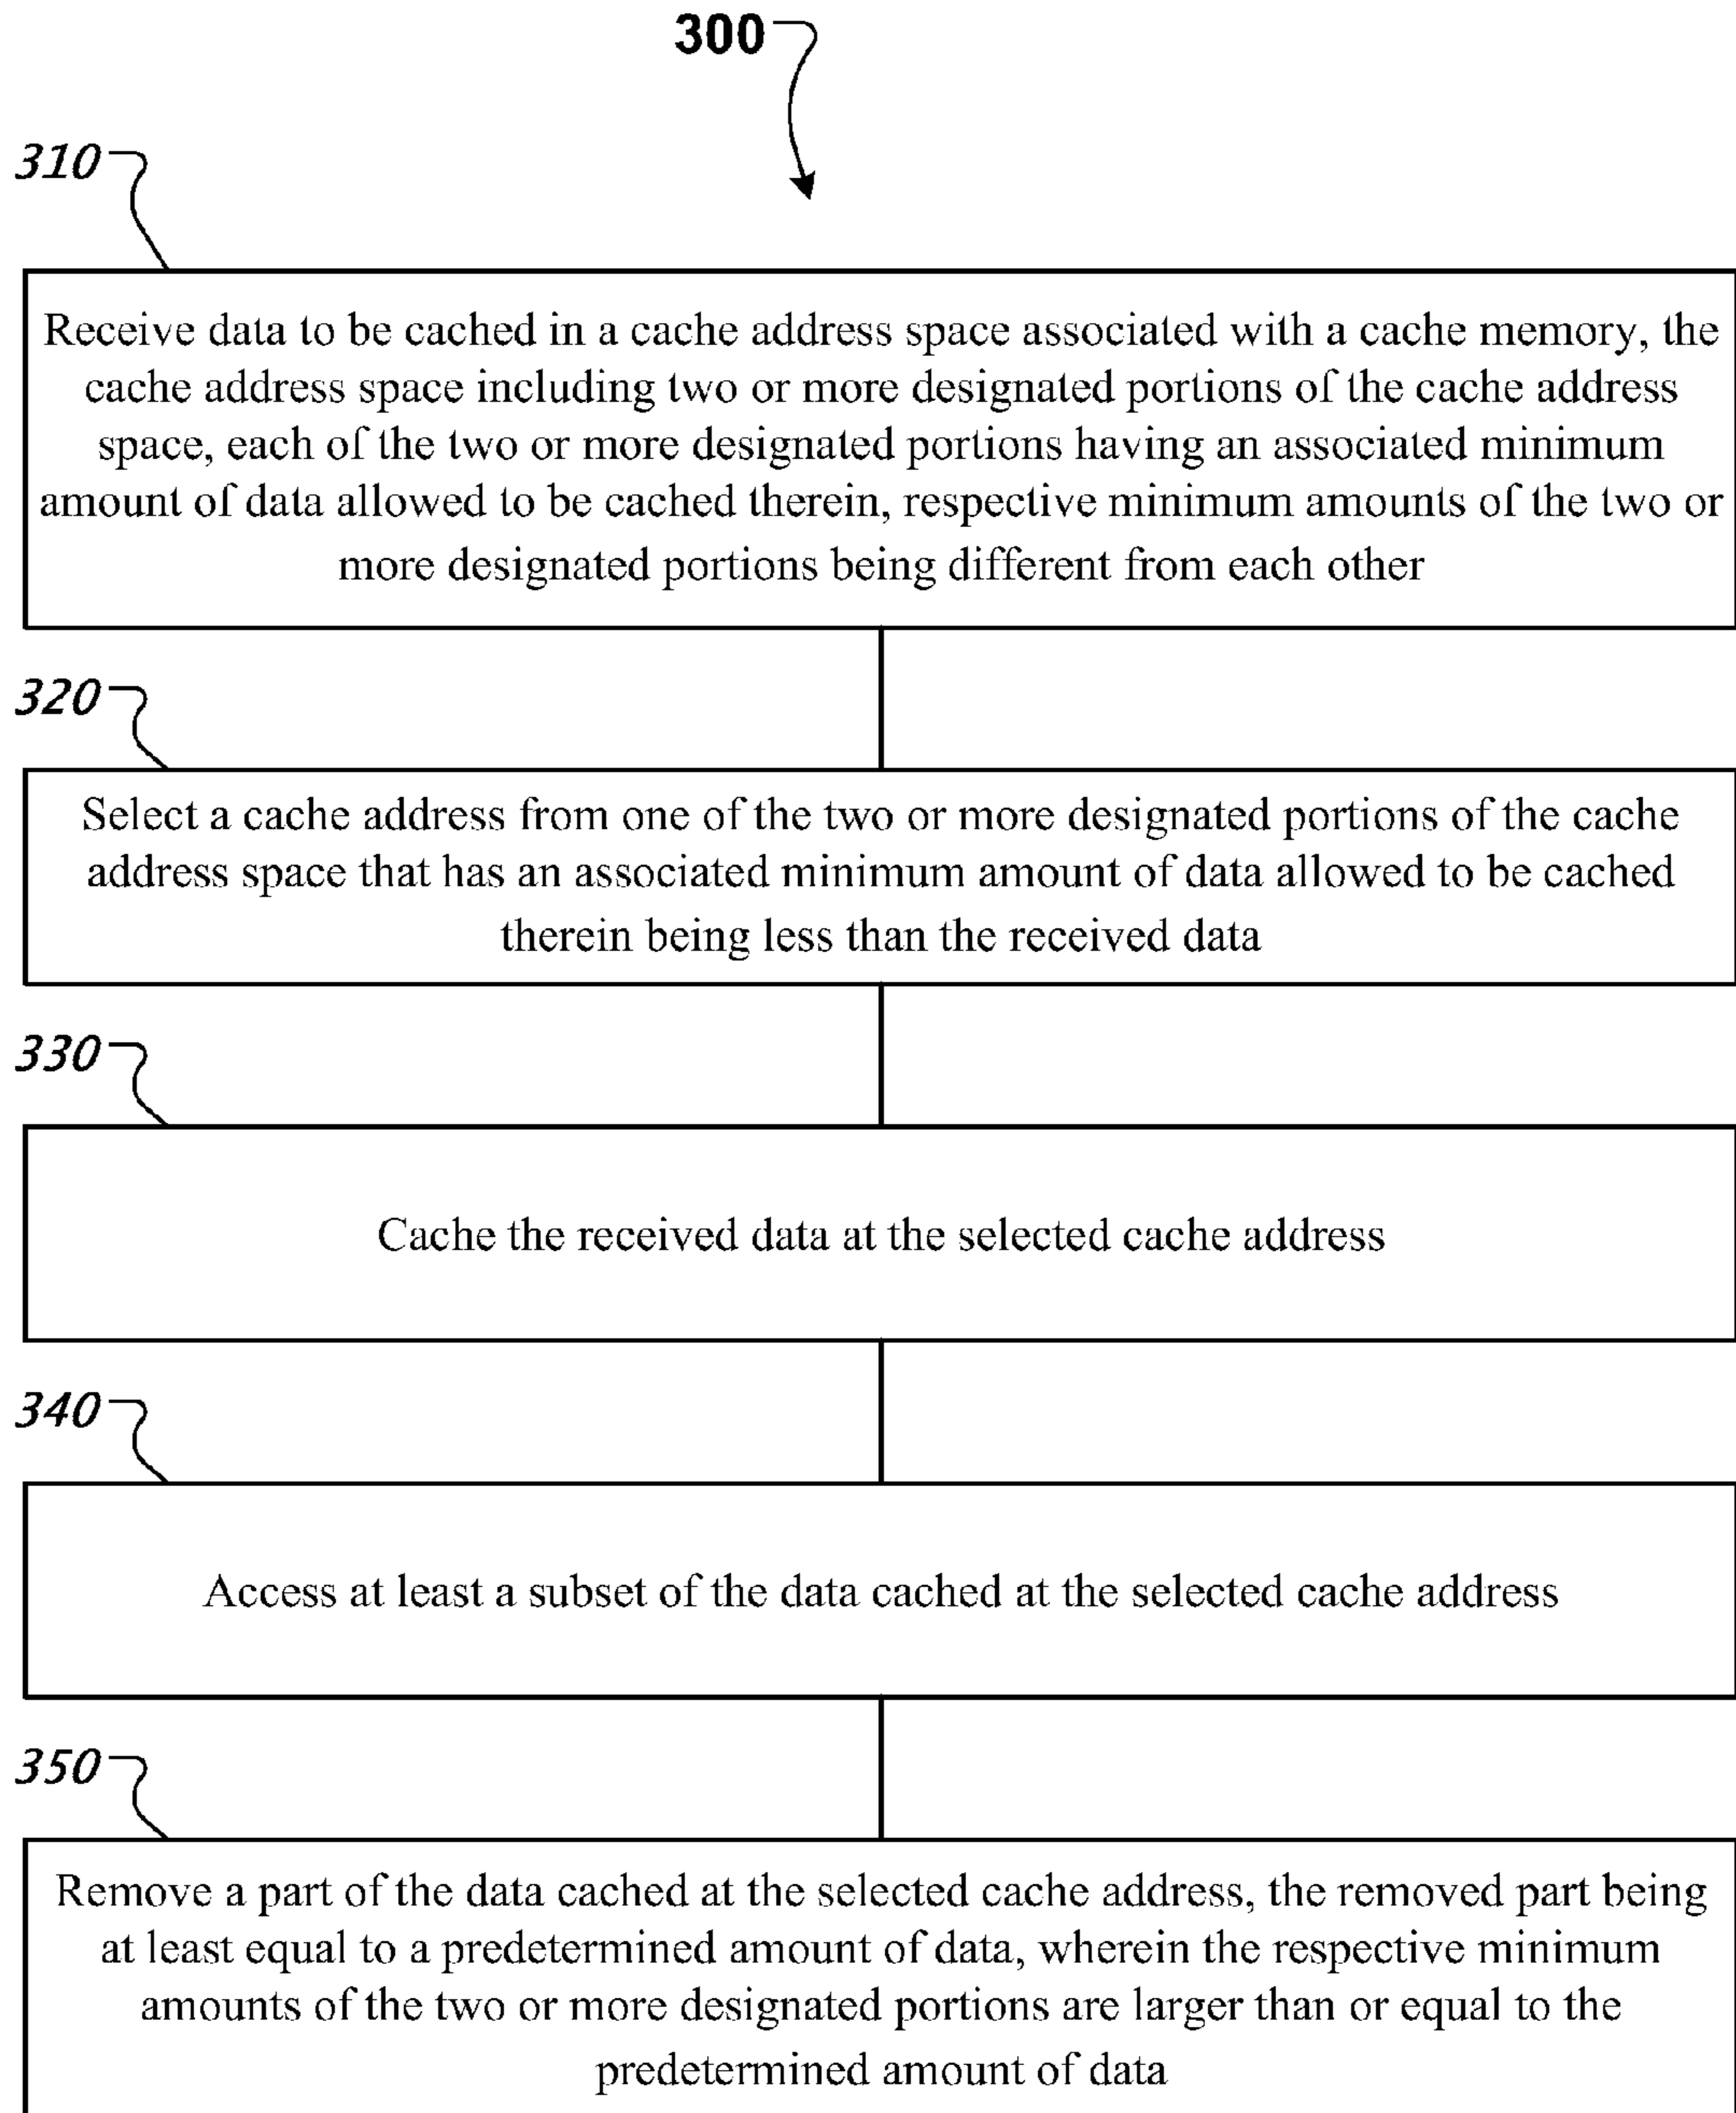 300
310
Receive data to be cached in a cache address space associated with a cache memory, the
cache address space including two or more designated portions of the cache address
space, each of the two or more designated portions having an associated minimum
amount of data allowed to be cached therein, respective minimum amounts of the two or
more designated portions being different from each other
320
Select a cache address from one of the two or more designated portions of the cache
address space that has an associated minimum amount of data allowed to be cached
therein being less than the received data
330
Cache the received data at the selected cache address
340
Access at least a subset of the data cached at the selected cache address
350
Remove a part of the data cached at the selected cache address, the removed part being
at least equal to a predetermined amount of data, wherein the respective minimum
amounts of the two or more designated portions are larger than or equal to the
predetermined amount of data